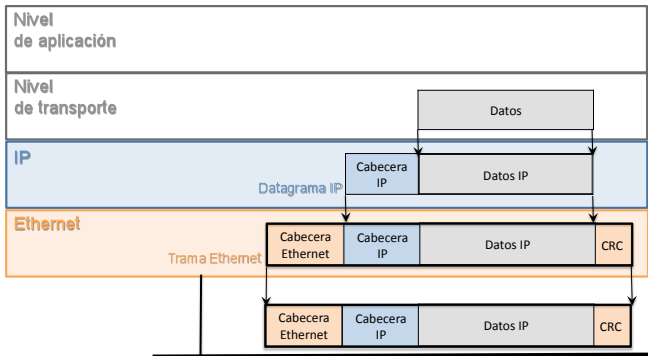 Nivel
de aplicación
Nivel
de transporte
Datos
IP
Cabecera
IP
Datos IP
Datagrama IP
Ethernet
Cabecera
Ethernet
Cabecera
IP
Datos IP
CRC
Trama Ethernet
Cabecera
Ethernet
Cabecera
IP
Datos IP
CRC